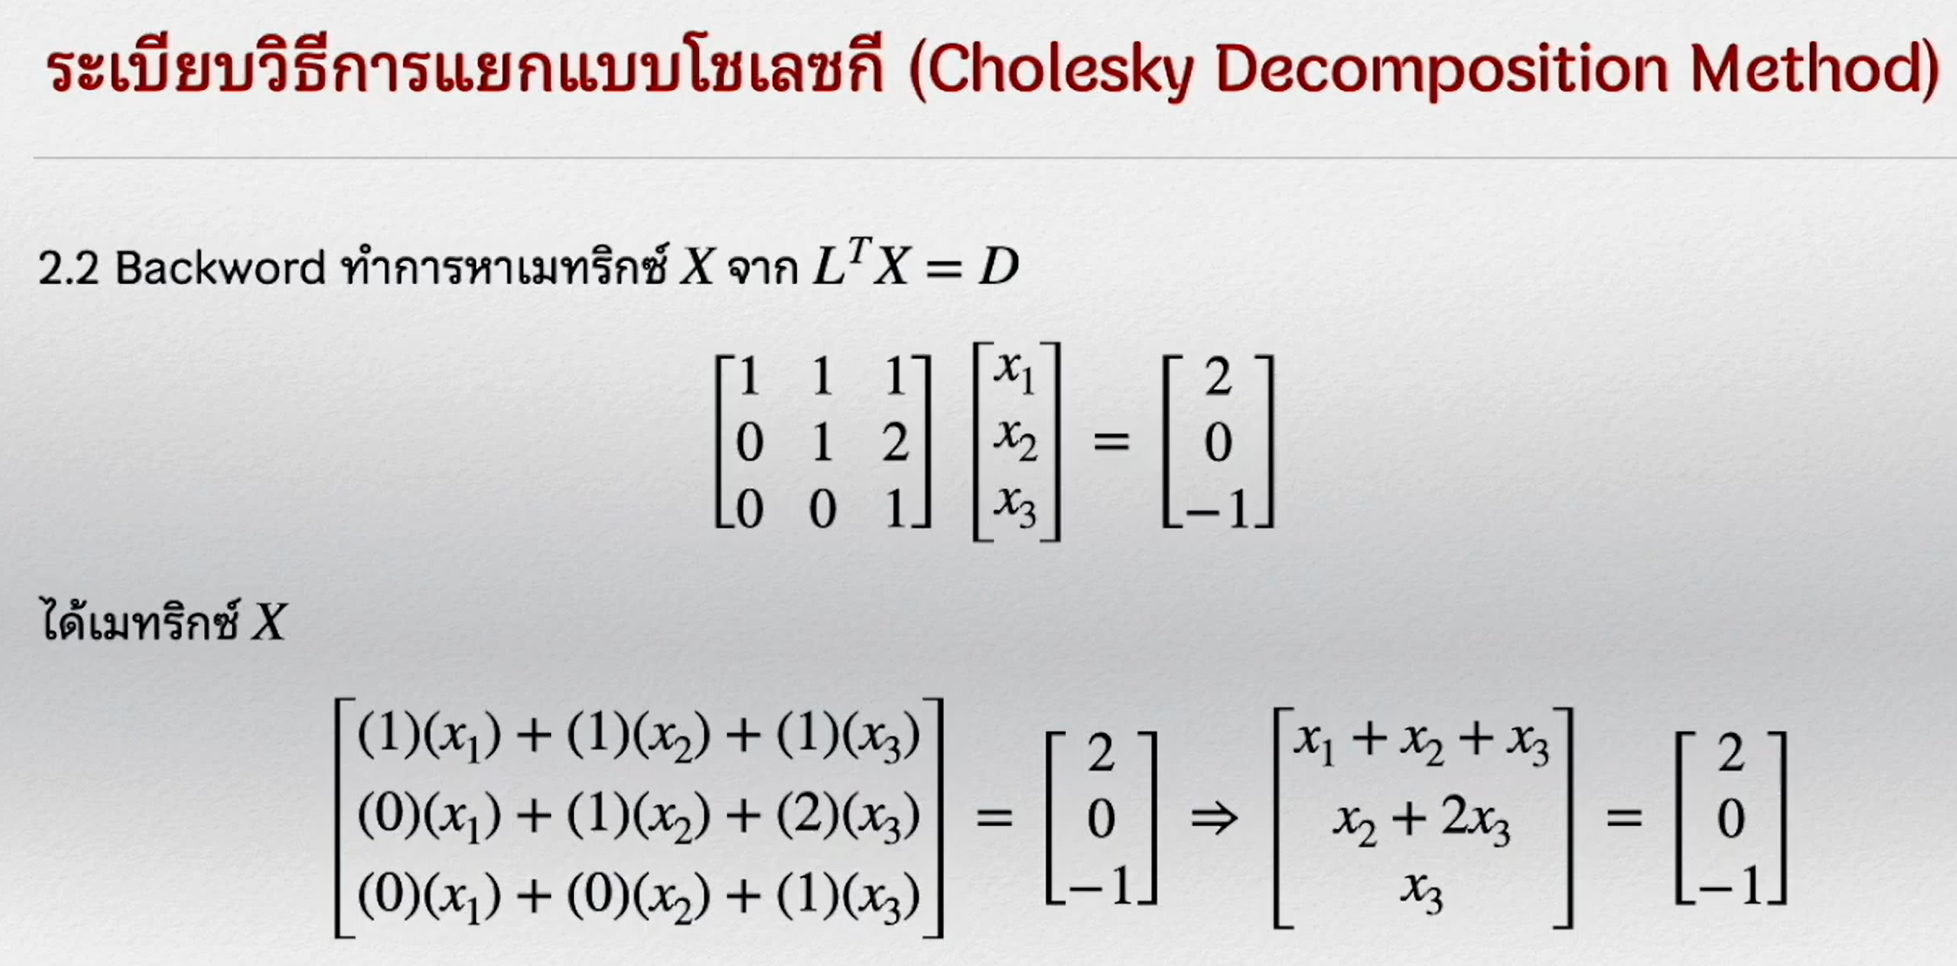 ระเบียบวิธีการแยกแบบโชเลซกี (Cholesky Decomposition Method)
2.2 Backword ทำการหาเมทริกซ์ X จาก LᵀX = D
[1 1 1; 0 1 2; 0 0 1] [x₁; x₂; x₃] = [2; 0; −1]
ได้เมทริกซ์ X
[(1)(x₁) + (1)(x₂) + (1)(x₃); (0)(x₁) + (1)(x₂) + (2)(x₃); (0)(x₁) + (0)(x₂) + (1)(x₃)] = [2; 0; −1] ⇒ [x₁ + x₂ + x₃; x₂ + 2x₃; x₃] = [2; 0; −1]